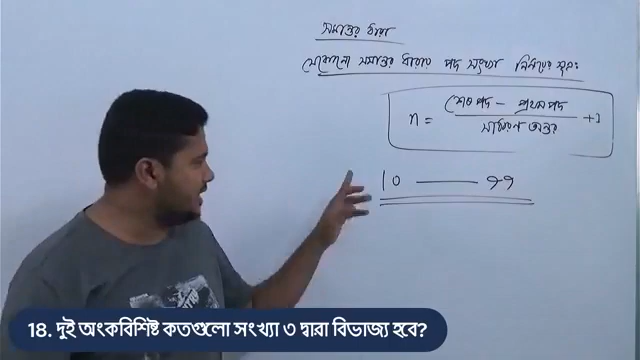 সমান্তর ধারা
যেকোনো সমান্তর ধারায় পদ সংখ্যা নির্ণয়ের সূত্র:
n = শেষ পদ - প্রথম পদ / সাধারণ অন্তর +1
10 —— 99
18. দুই অংকবিশিষ্ট কতগুলো সংখ্যা ৩ দ্বারা বিভাজ্য হবে?